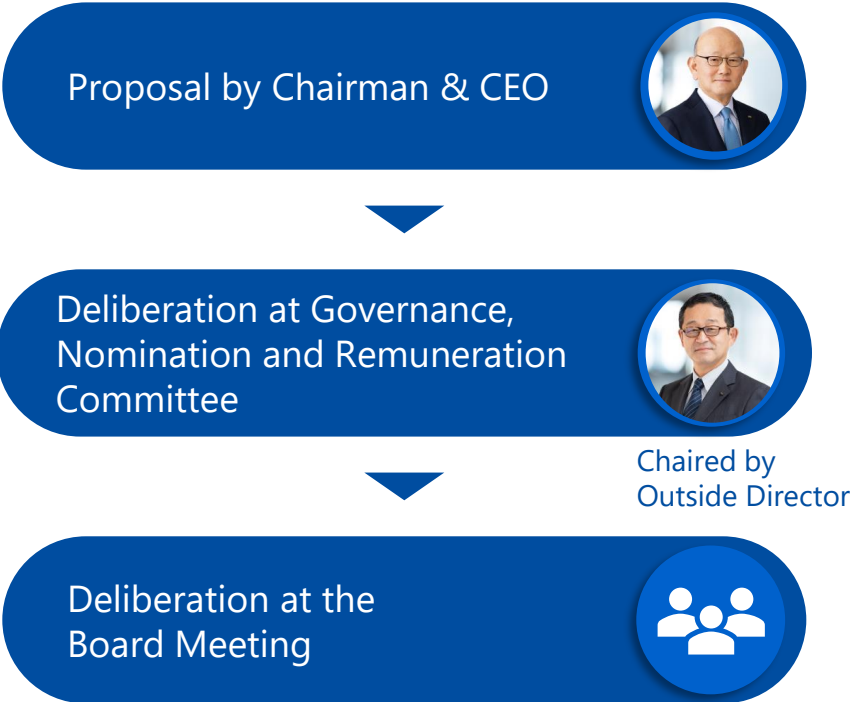 Proposal by Chairman & CEO
Deliberation at Governance,
Nomination and Remuneration
Committee
Chaired by
Outside Director
Deliberation at the
Board Meeting